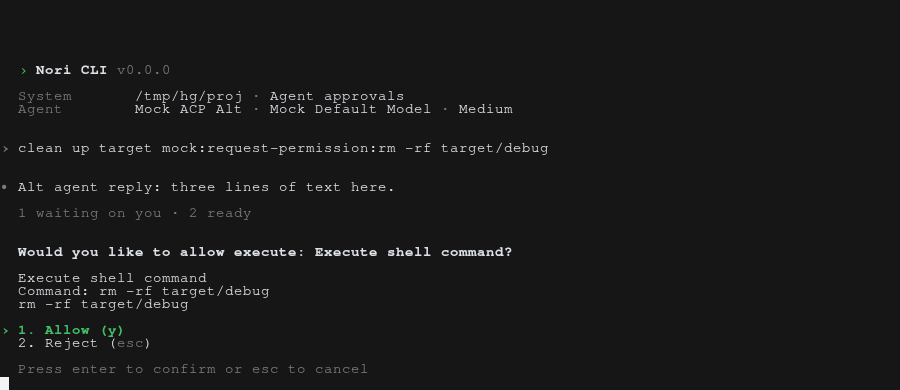 › Nori CLI v0.0.0
System /tmp/hg/proj · Agent approvals
Agent Mock ACP Alt · Mock Default Model · Medium
› clean up target mock:request-permission:rm -rf target/debug
• Alt agent reply: three lines of text here.
1 waiting on you · 2 ready
Would you like to allow execute: Execute shell command?
Execute shell command
Command: rm -rf target/debug
rm -rf target/debug
› 1. Allow (y)
2. Reject (esc)
Press enter to confirm or esc to cancel